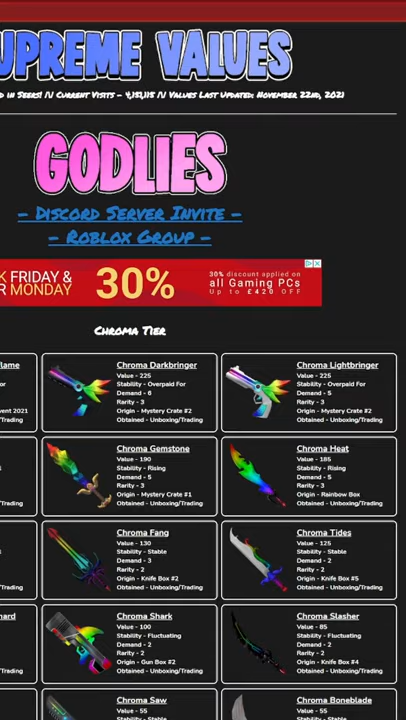 UPREME VALUES
D IN SEERS! /\/ CURRENT VISITS - 4,151,115 /\/ VALUES LAST UPDATED: NOVEMBER 22ND, 2021
GODLIES
- DISCORD SERVER INVITE -
- ROBLOX GROUP -
K FRIDAY &
R MONDAY
30%
30% discount applied on
all Gaming PCs
Up to £420 OFF
CHROMA TIER
lame
or
vent 2021
g
Chroma Darkbringer
Value - 225
Stability - Overpaid For
Demand - 6
Rarity - 3
Origin - Mystery Crate #2
Obtained - Unboxing/Trading
Chroma Lightbringer
Value - 225
Stability - Overpaid For
Demand - 5
Rarity - 3
Origin - Mystery Crate #2
Obtained - Unboxing/Trading
g
Chroma Gemstone
Value - 190
Stability - Rising
Demand - 5
Rarity - 3
Origin - Mystery Crate #1
Obtained - Unboxing/Trading
Chroma Heat
Value - 185
Stability - Rising
Demand - 5
Rarity - 3
Origin - Rainbow Box
Obtained - Unboxing/Trading
g
Chroma Fang
Value - 130
Stability - Stable
Demand - 3
Rarity - 2
Origin - Knife Box #2
Obtained - Unboxing/Trading
Chroma Tides
Value - 125
Stability - Stable
Demand - 2
Rarity - 2
Origin - Knife Box #5
Obtained - Unboxing/Trading
hard
g
Chroma Shark
Value - 100
Stability - Fluctuating
Demand - 2
Rarity - 2
Origin - Gun Box #2
Obtained - Unboxing/Trading
Chroma Slasher
Value - 85
Stability - Fluctuating
Demand - 2
Rarity - 2
Origin - Knife Box #4
Obtained - Unboxing/Trading
Chroma Saw
Value - 55
Chroma Boneblade
Value - 55